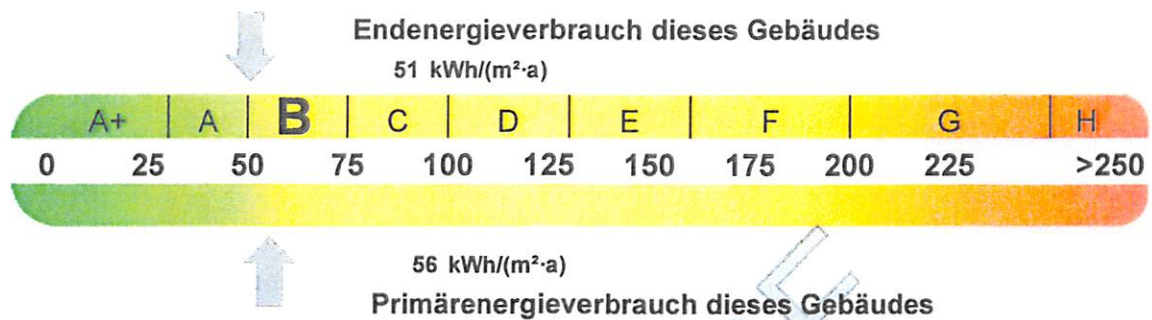 Endenergieverbrauch dieses Gebäudes
51 kWh/(m²·a)
A+ A B C D E F G H
0 25 50 75 100 125 150 175 200 225 >250
56 kWh/(m²·a)
Primärenergieverbrauch dieses Gebäudes